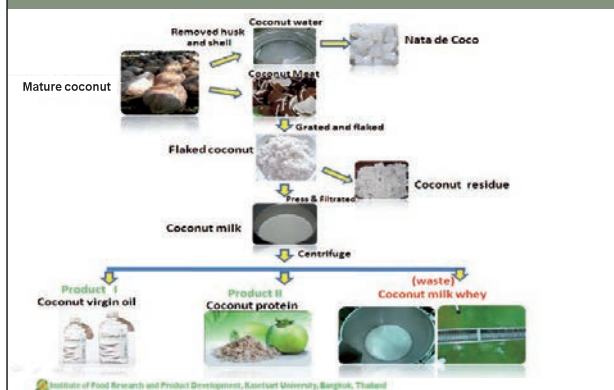 Coconut water
Removed husk
and shell
Nata de Coco
Mature coconut
Coconut Meat
Grated and flaked
Flaked coconut
Coconut residue
Press & Filtrated
Coconut milk
Centrifuge
Product I
Coconut virgin oil
Product II
Coconut protein
(waste)
Coconut milk whey
Institute of Food Research and Product Development, Kasetsart University, Bangkok, Thailand